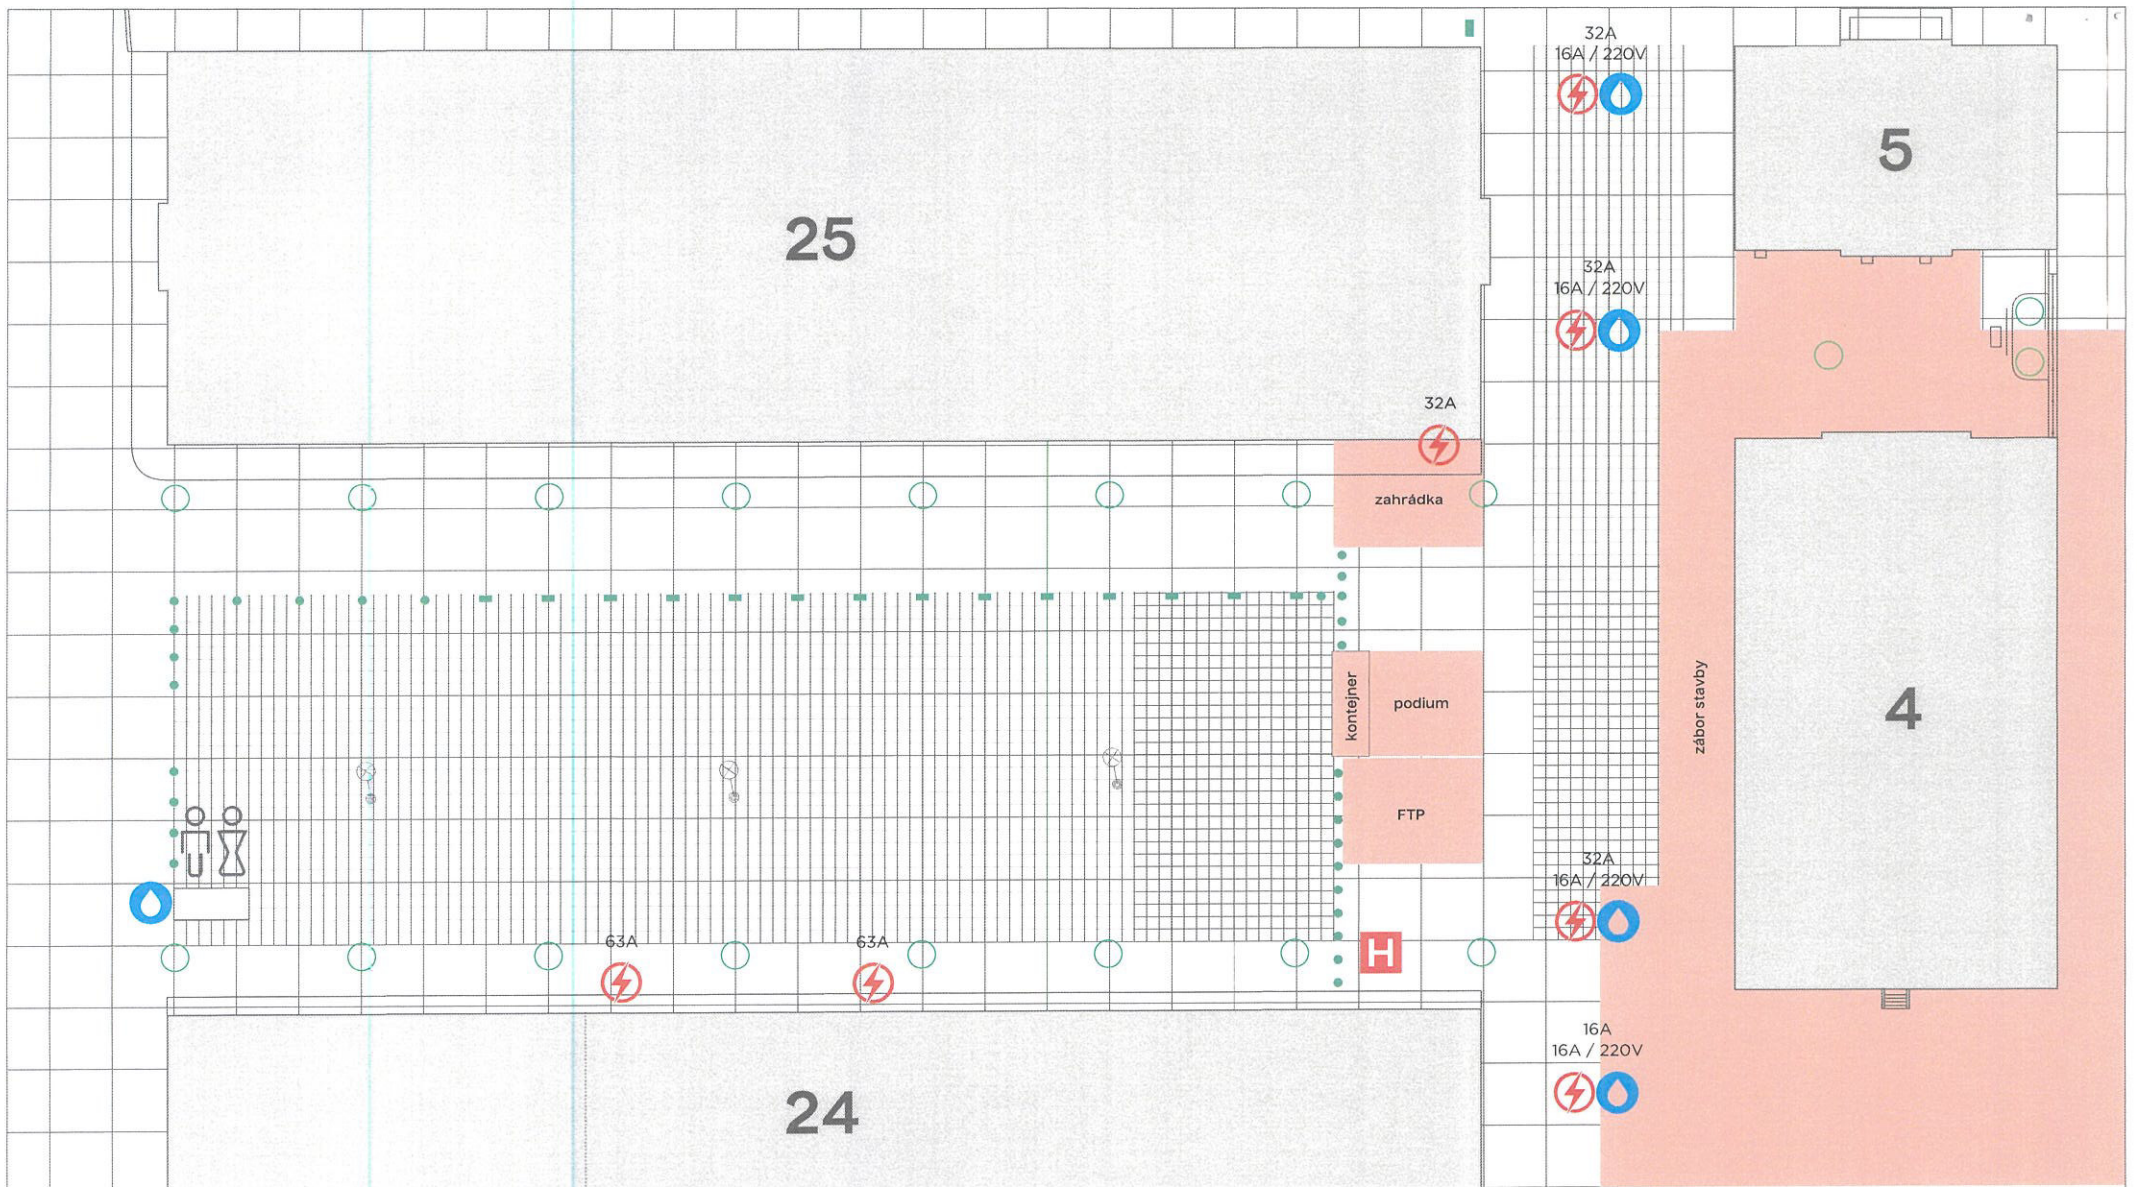 32A
16A / 220V
5
25
32A
16A / 220V
32A
zahrádka
kontejner
podium
zábor stavby
4
FTP
32A
16A / 220V
63A
63A
H
16A
16A / 220V
24